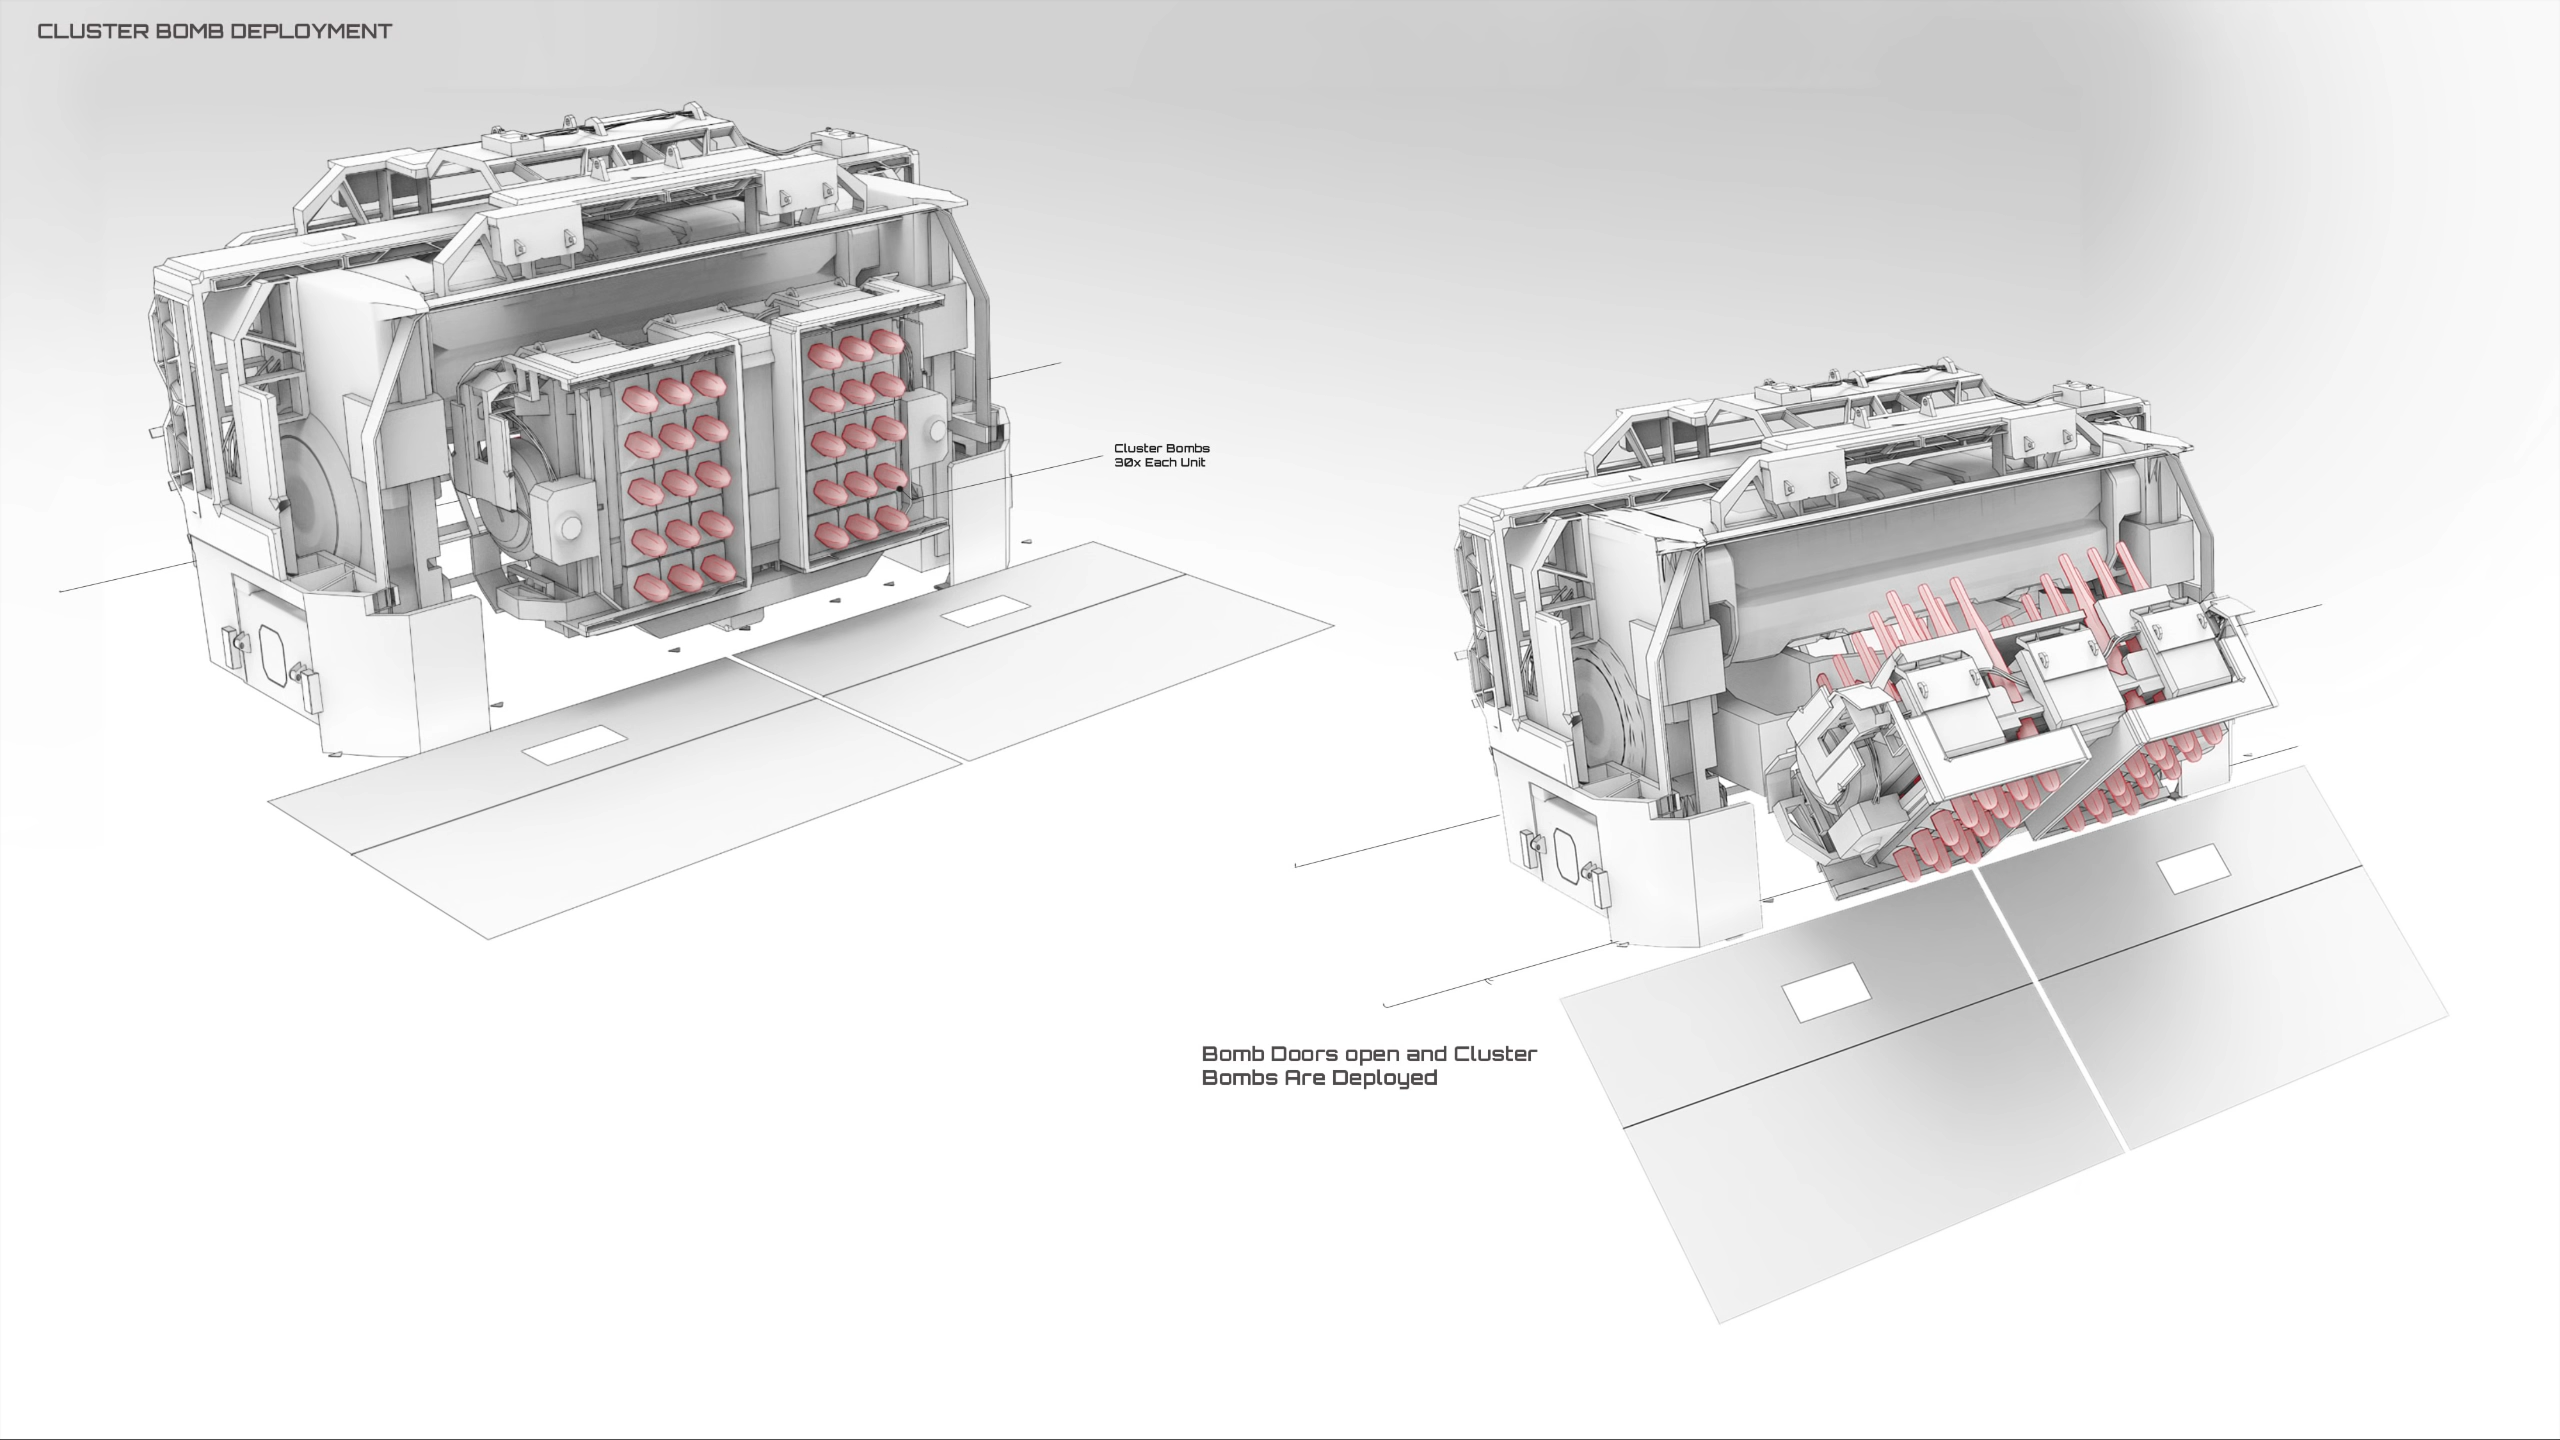 CLUSTER BOMB DEPLOYMENT
Cluster Bombs
30x Each Unit
Bomb Doors open and Cluster
Bombs Are Deployed